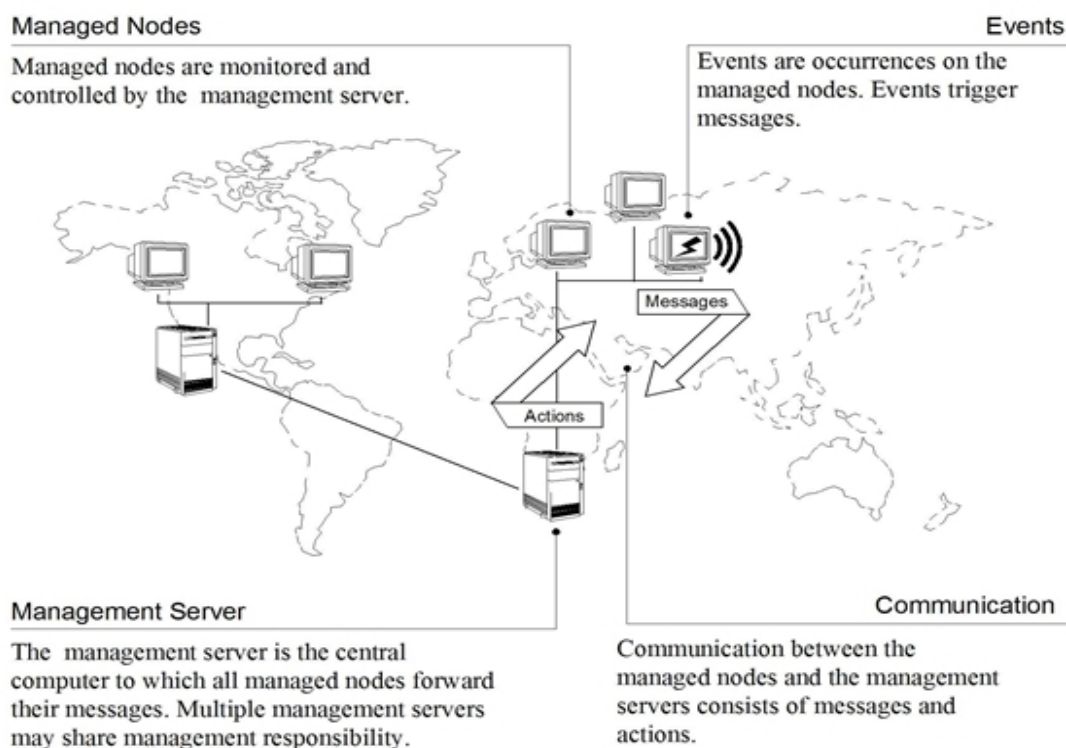 Managed Nodes
Managed nodes are monitored and
controlled by the  management server.
Events
Events are occurrences on the
managed nodes. Events trigger
messages.
Messages
Actions
Management Server
The  management server is the central
computer to which all managed nodes forward
their messages. Multiple management servers
may share management responsibility.
Communication
Communication between the
managed nodes and the management
servers consists of messages and
actions.